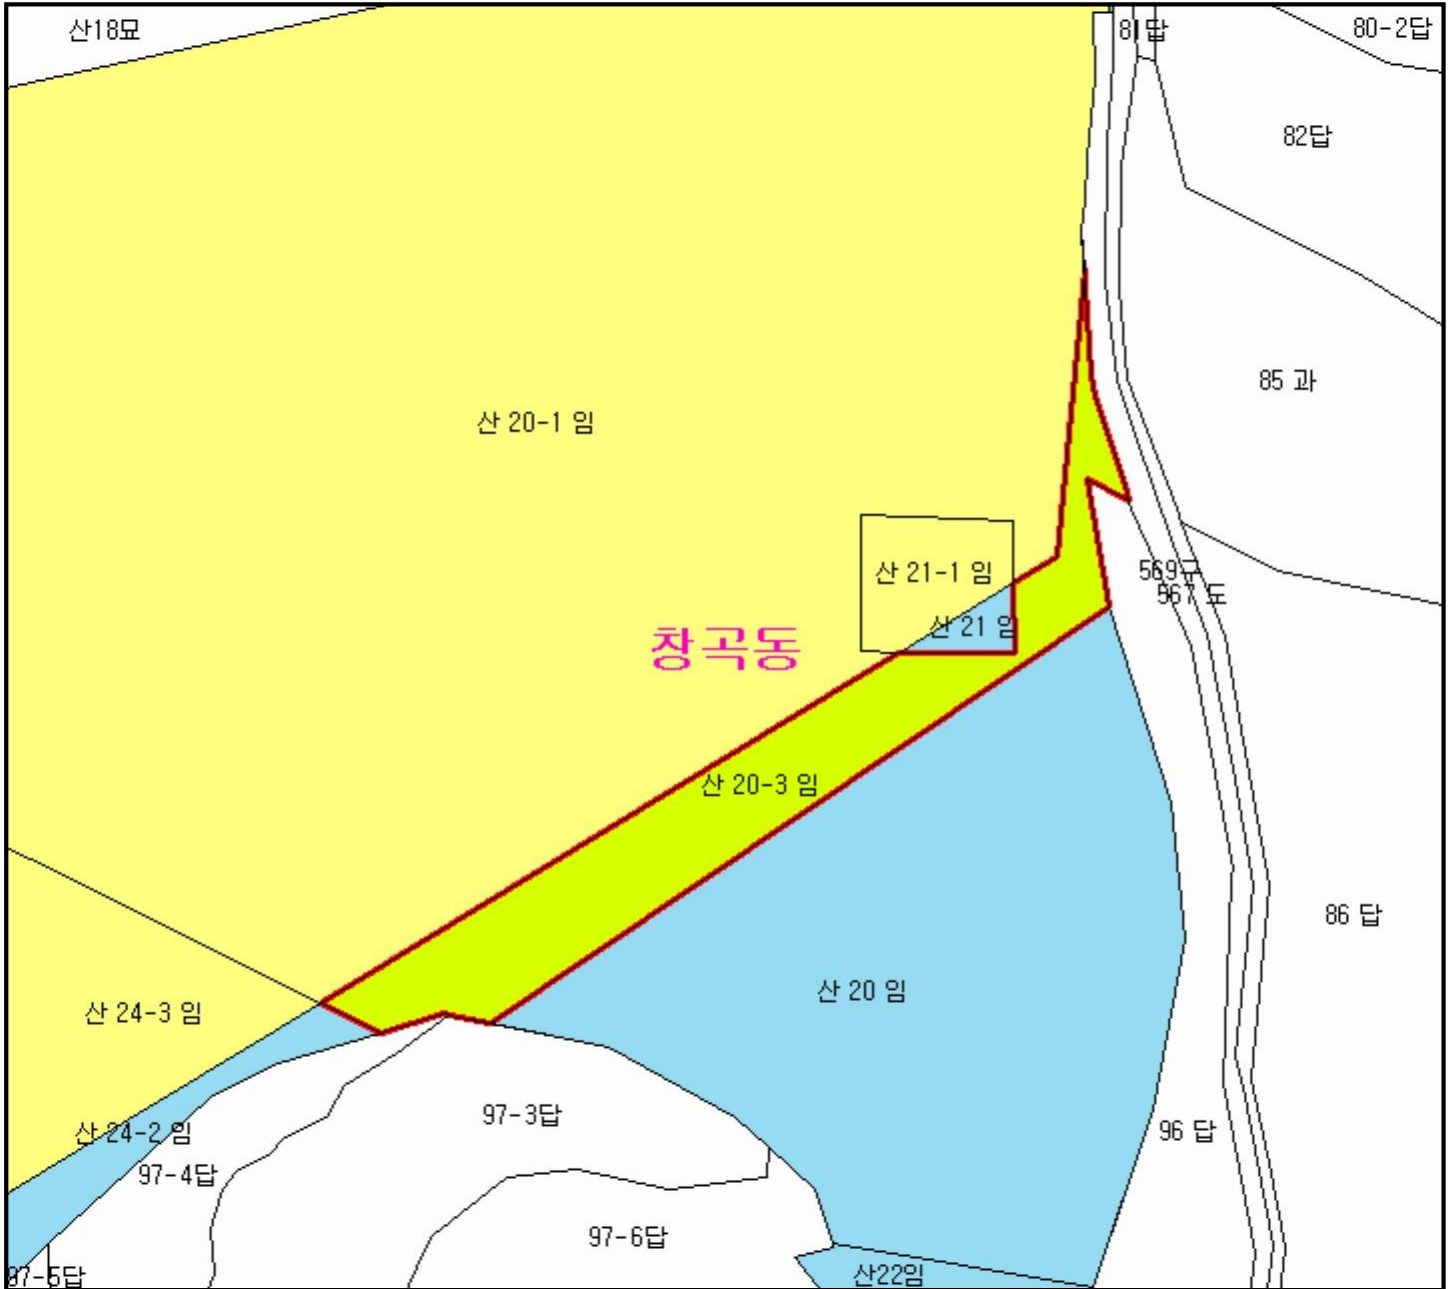 산18묘
81답
80-2답
82답
85 과
산 20-1 임
산 21-1 임
569구
567 도
산 21 임
창곡동
산 20-3 임
86 답
산 20 임
산 24-3 임
97-3답
96 답
산 24-2 임
97-4답
97-6답
97-5답
산22임